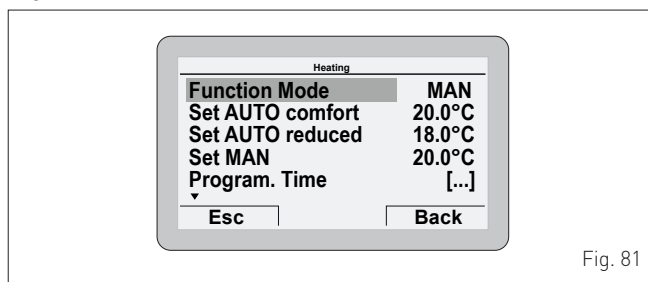 Heating
Function Mode MAN
Set AUTO comfort 20.0°C
Set AUTO reduced 18.0°C
Set MAN 20.0°C
Program. Time [...]
Esc Back
Fig. 81